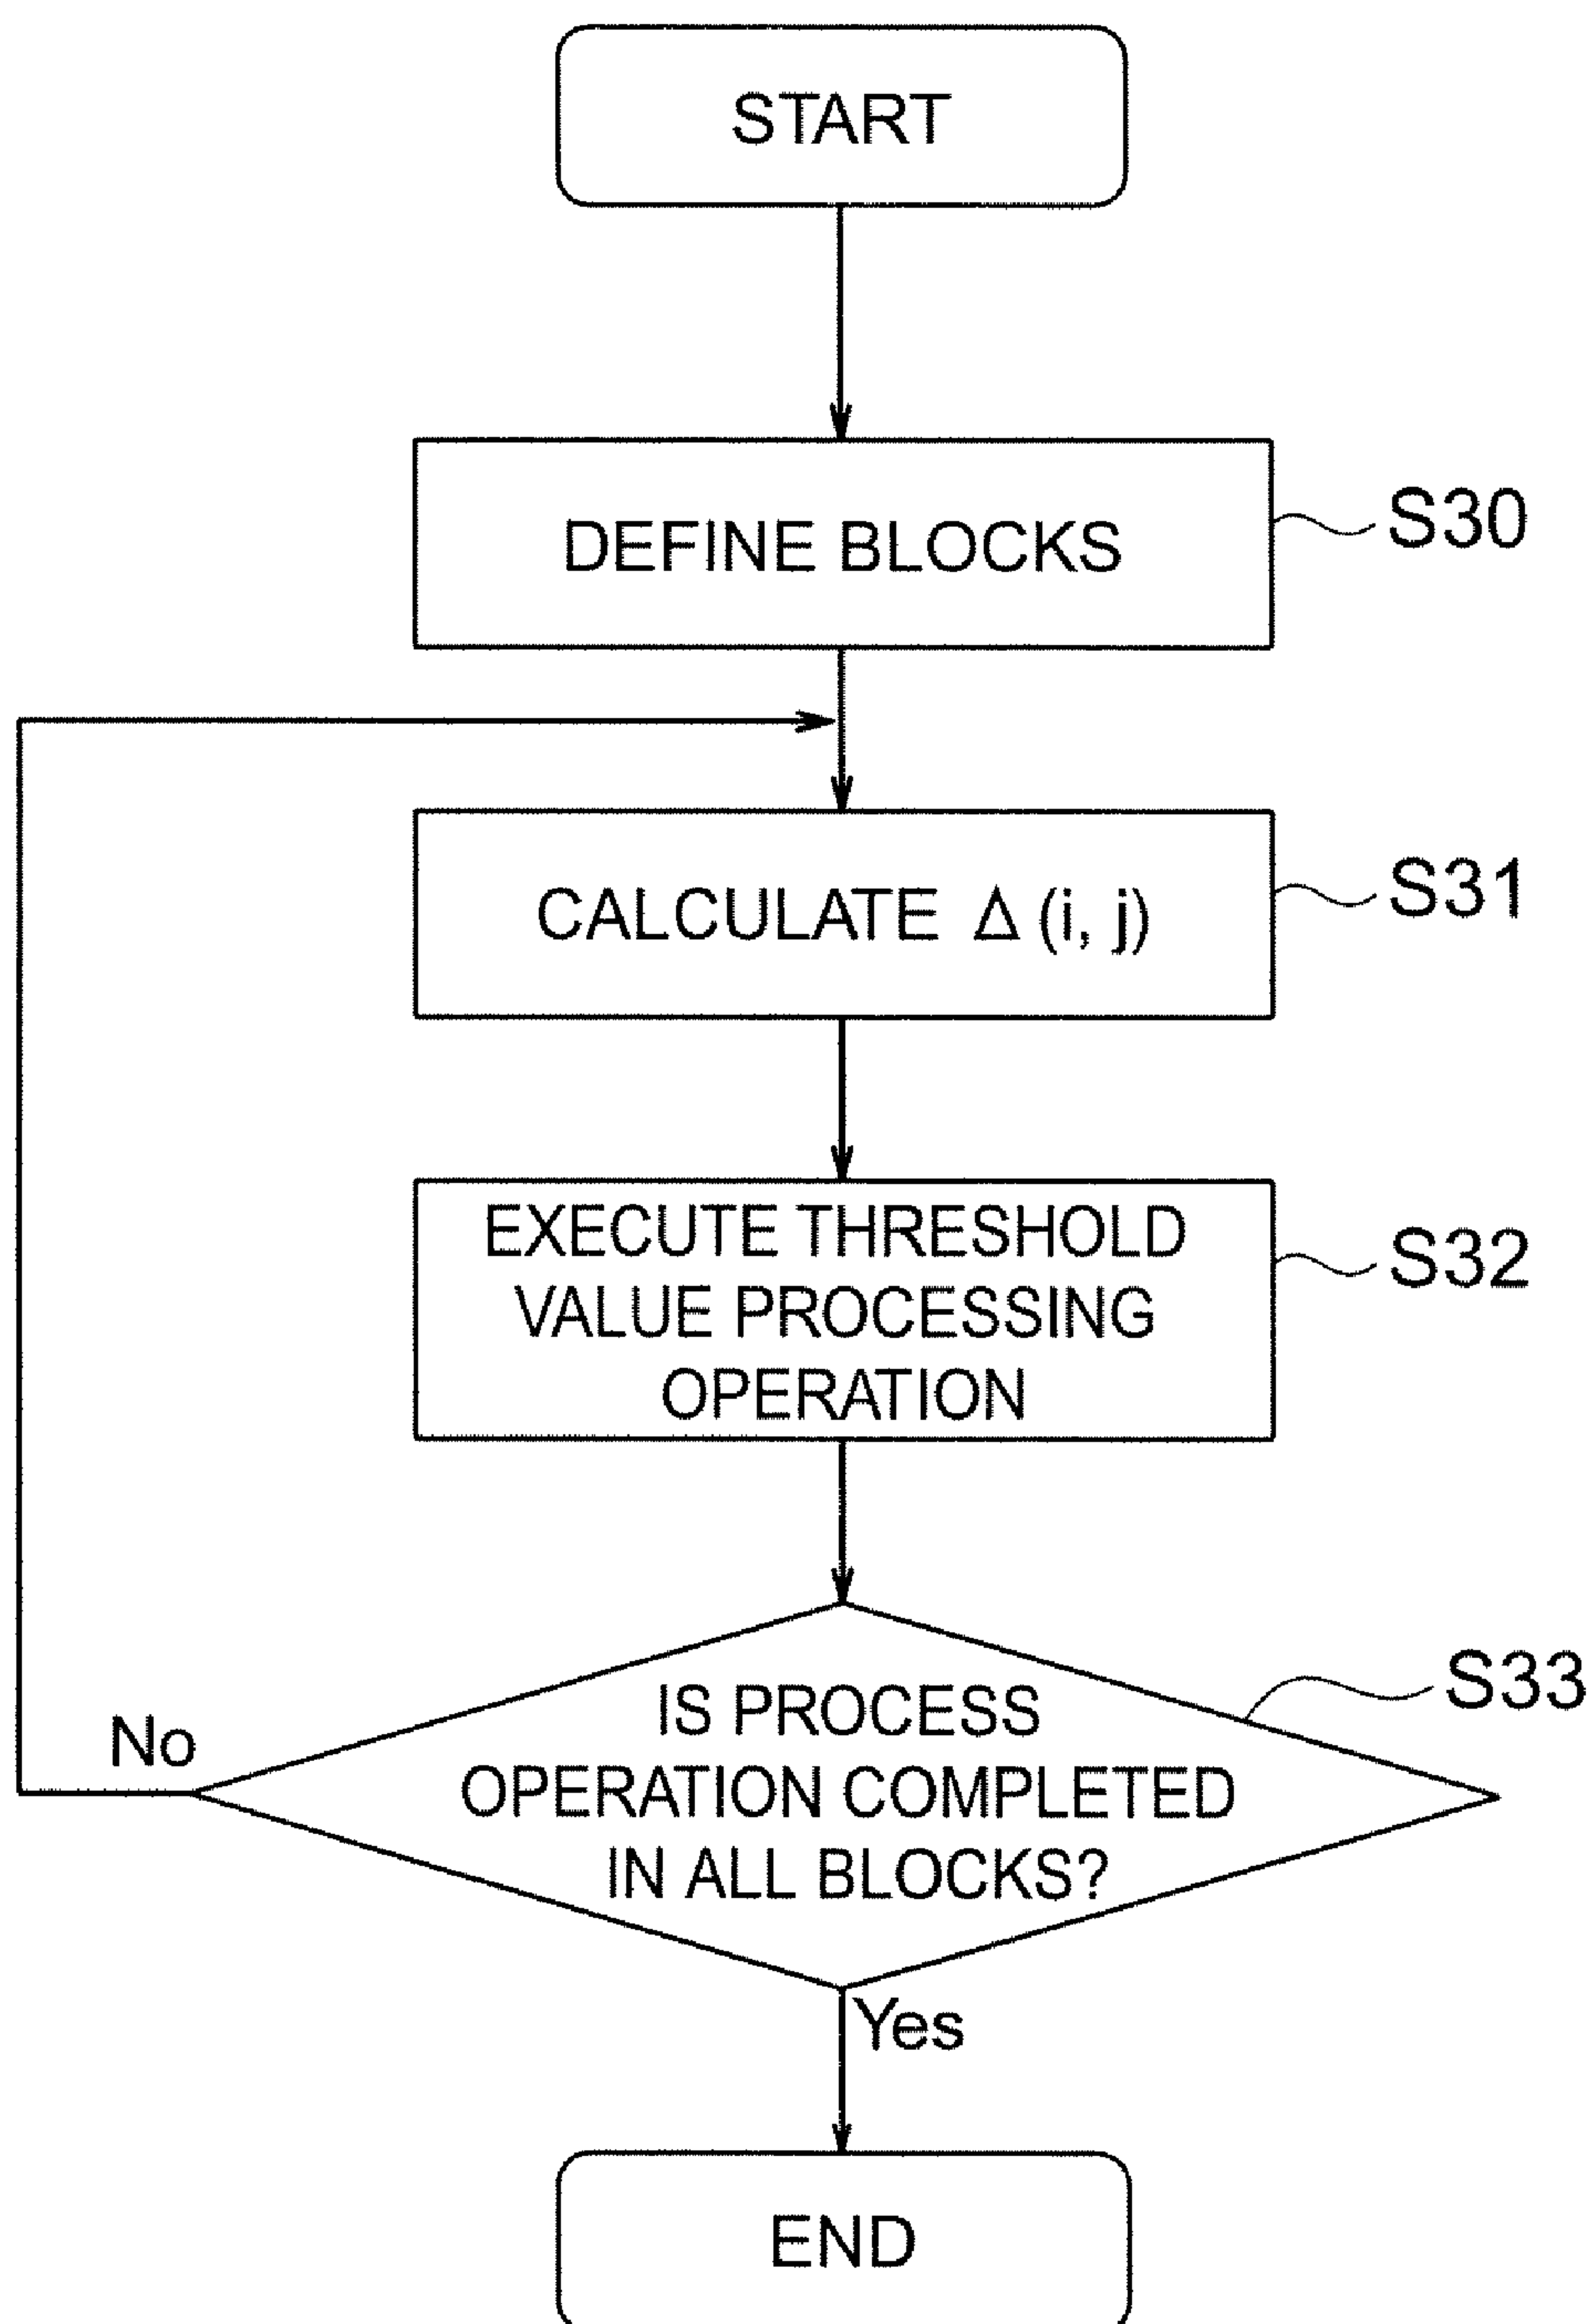 START
DEFINE BLOCKS
S30
CALCULATE Δ (i, j)
S31
EXECUTE THRESHOLD
VALUE PROCESSING
OPERATION
S32
IS PROCESS
OPERATION COMPLETED
IN ALL BLOCKS?
S33
No
Yes
END